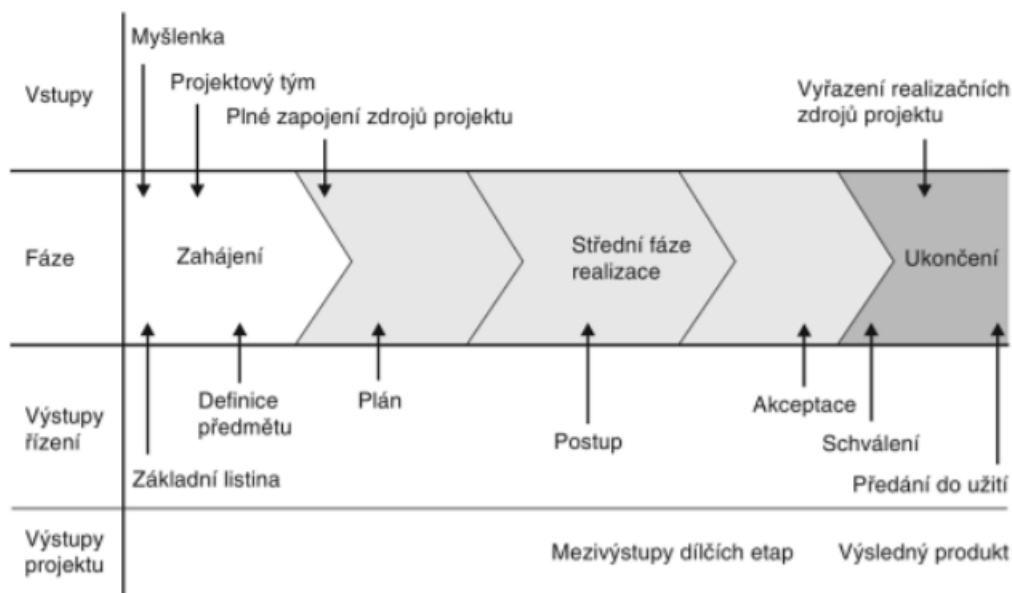 Myšlenka
Projektový tým
Plné zapojení zdrojů projektu
Vyřazení realizačních
zdrojů projektu
Vstupy
Fáze
Zahájení
Střední fáze
realizace
Ukončení
Výstupy
řízení
Definice
předmětu
Základní listina
Plán
Postup
Akceptace
Schválení
Předání do užití
Výstupy
projektu
Mezivýstupy dílčích etap
Výsledný produkt